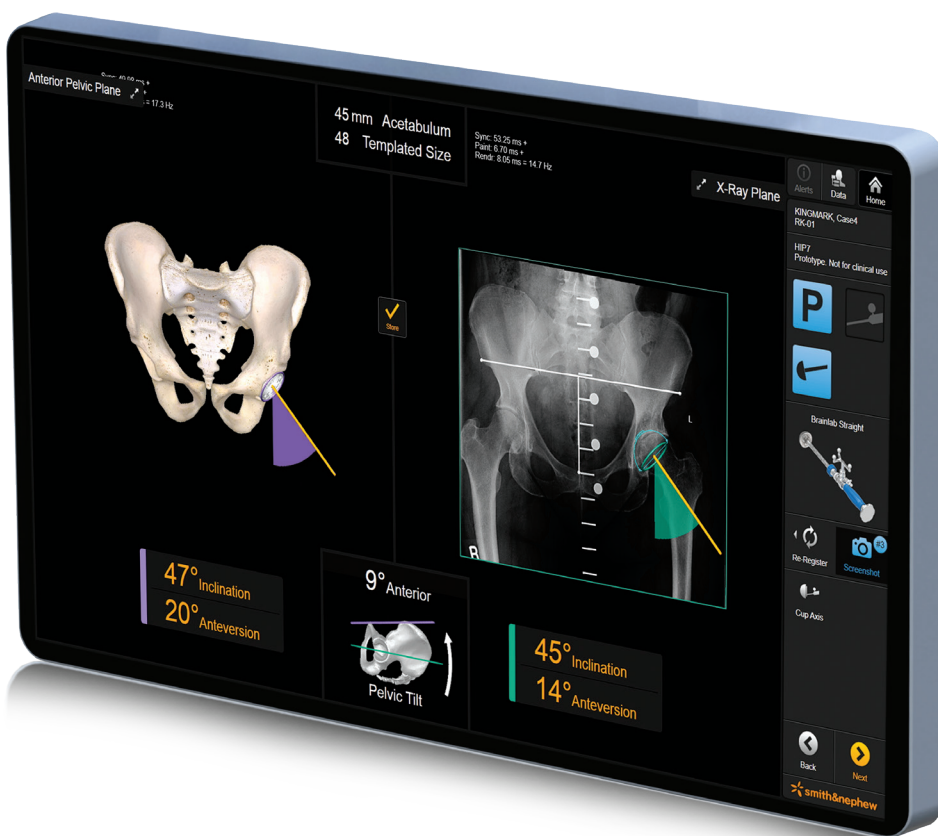 Anterior Pelvic Plane
= 17.3 Hz
45 mm Acetabulum
48 Templated Size
Sync: 53.25 ms +
Paint: 6.70 ms +
Rendr: 8.05 ms = 14.7 Hz
X-Ray Plane
Alerts
Data
Home
KINGMARK, Case4
RK-01
HIP7
Prototype. Not for clinical use
P
Store
L
R
Brainlab Straight
Re-Register
#3
Screenshot
Cup Axis
47° Inclination
20° Anteversion
9° Anterior
Pelvic Tilt
45° Inclination
14° Anteversion
Back
Next
smith&nephew